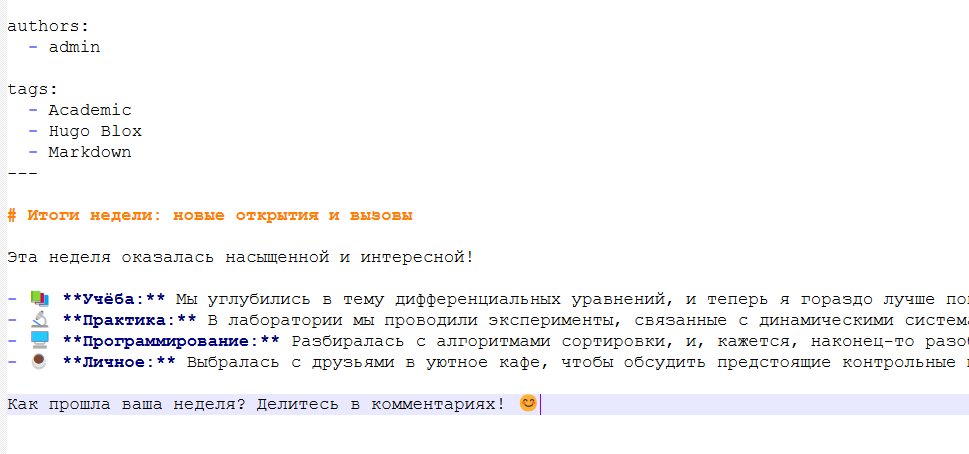 authors:
  - admin
tags:
  - Academic
  - Hugo Blox
  - Markdown
---
# Итоги недели: новые открытия и вызовы
Эта неделя оказалась насыщенной и интересной!
- 📚 **Учёба:** Мы углубились в тему дифференциальных уравнений, и теперь я гораздо лучше
- 🔬 **Практика:** В лаборатории мы проводили эксперименты, связанные с динамическими
- 🖥️ **Программирование:** Разбиралась с алгоритмами сортировки, и, кажется, наконец-то
- ☕ **Личное:** Выбралась с друзьями в уютное кафе, чтобы обсудить предстоящие контрольные
Как прошла ваша неделя? Делитесь в комментариях! 😊